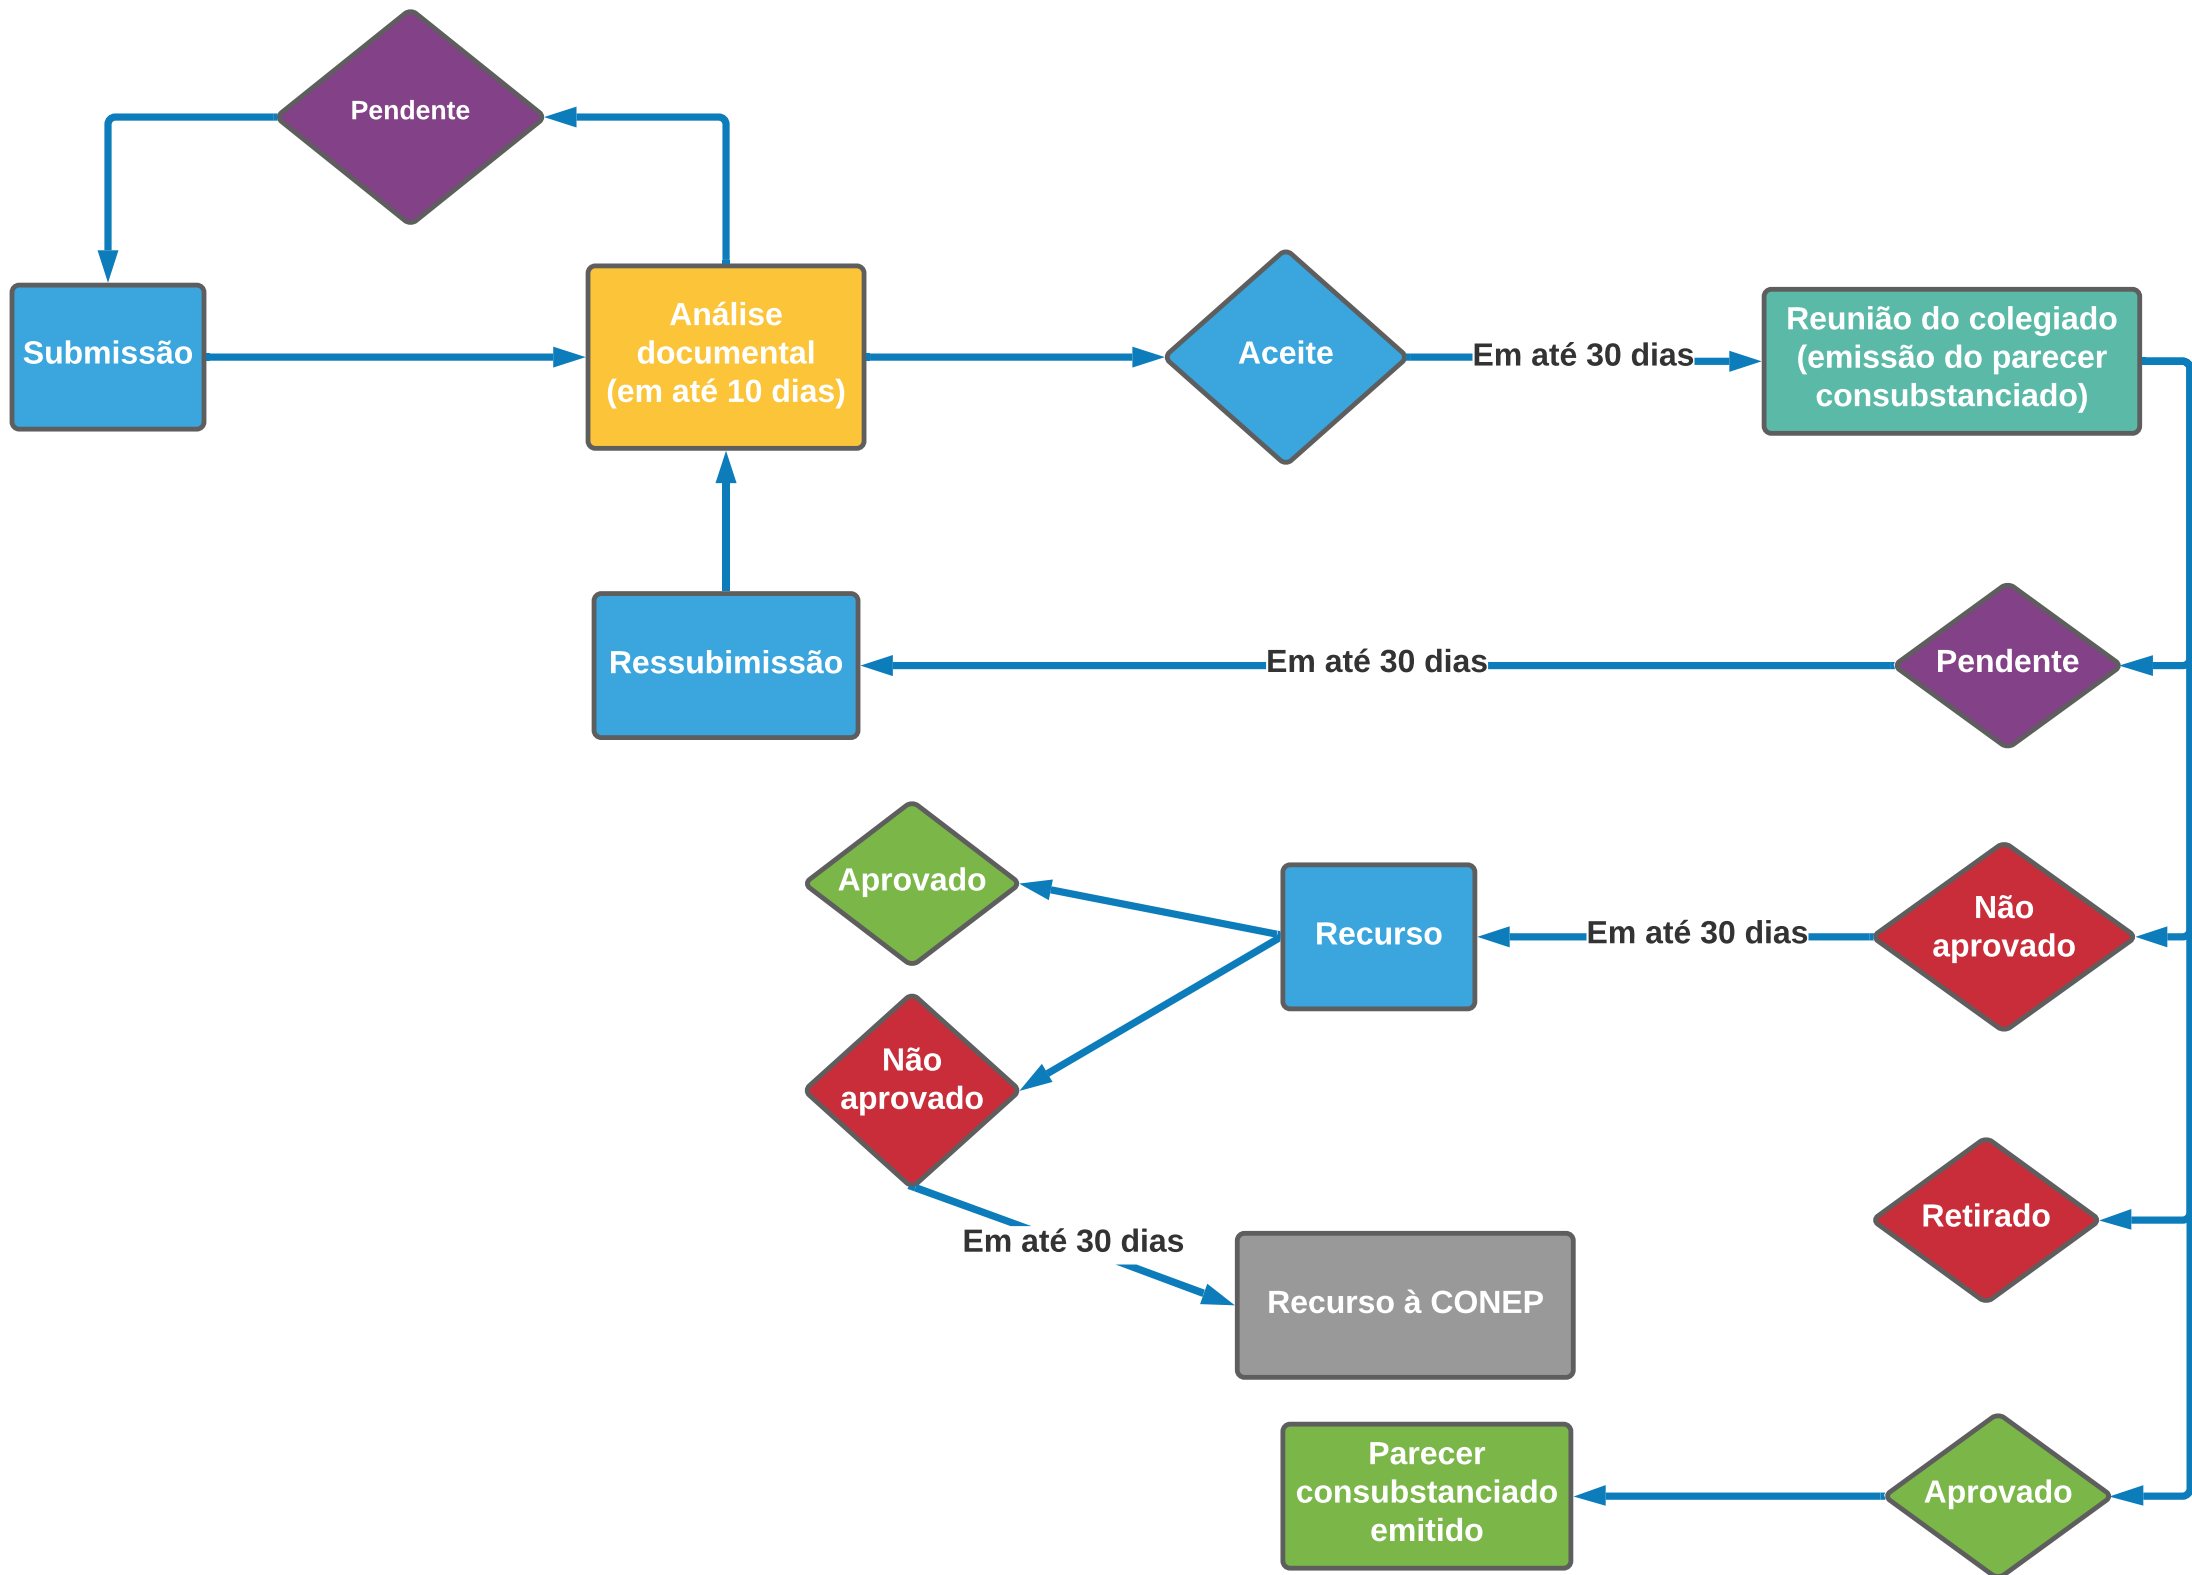 Pendente
Submissão
Análise
documental
(em até 10 dias)
Aceite
Em até 30 dias
Reunião do colegiado
(emissão do parecer
consubstanciado)
Ressubimissão
Em até 30 dias
Pendente
Aprovado
Recurso
Em até 30 dias
Não
aprovado
Não
aprovado
Em até 30 dias
Retirado
Recurso à CONEP
Parecer
consubstanciado
emitido
Aprovado